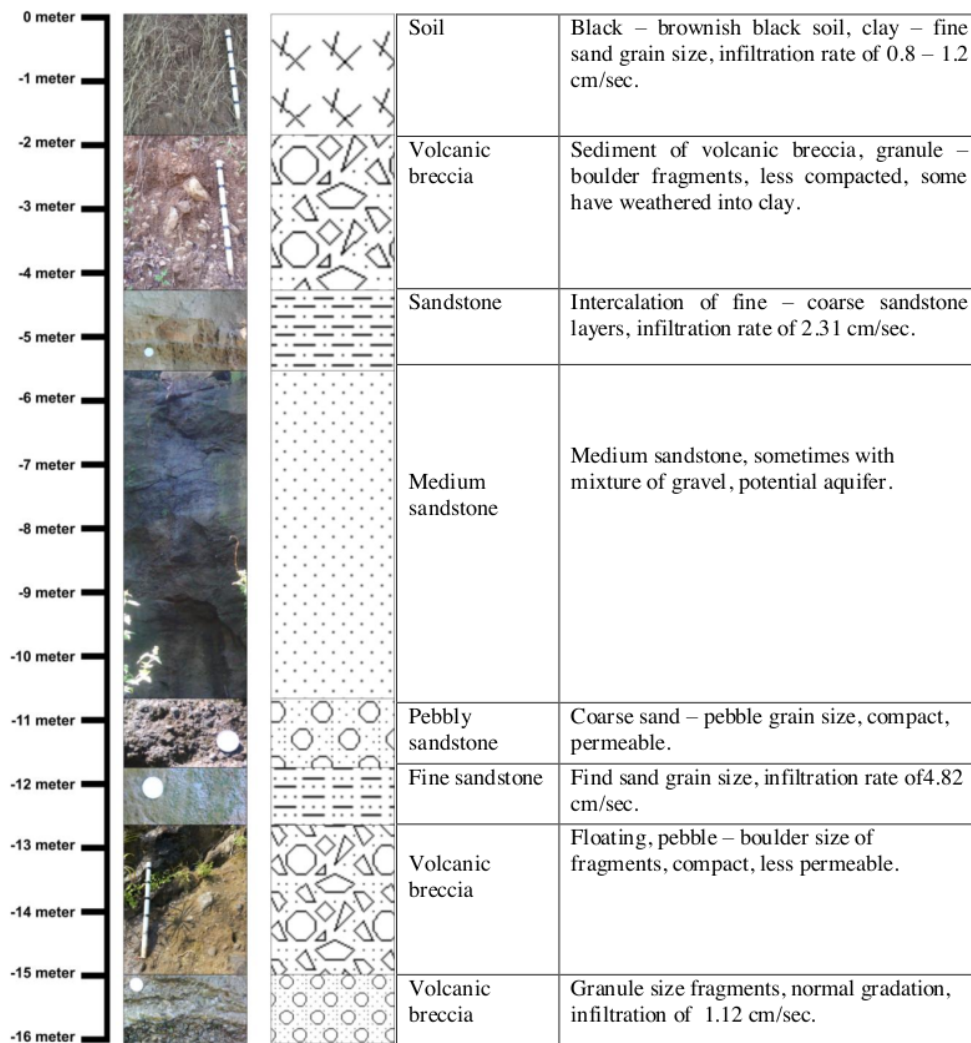 0 meter
-1 meter
-2 meter
-3 meter
-4 meter
-5 meter
-6 meter
-7 meter
-8 meter
-9 meter
-10 meter
-11 meter
-12 meter
-13 meter
-14 meter
-15 meter
-16 meter
Soil
Black – brownish black soil, clay – fine
sand grain size, infiltration rate of 0.8 – 1.2
cm/sec.
Volcanic
breccia
Sediment of volcanic breccia, granule –
boulder fragments, less compacted, some
have weathered into clay.
Sandstone
Intercalation of fine – coarse sandstone
layers, infiltration rate of 2.31 cm/sec.
Medium
sandstone
Medium sandstone, sometimes with
mixture of gravel, potential aquifer.
Pebbly
sandstone
Coarse sand – pebble grain size, compact,
permeable.
Fine sandstone
Find sand grain size, infiltration rate of4.82
cm/sec.
Volcanic
breccia
Floating, pebble – boulder size of
fragments, compact, less permeable.
Volcanic
breccia
Granule size fragments, normal gradation,
infiltration of 1.12 cm/sec.